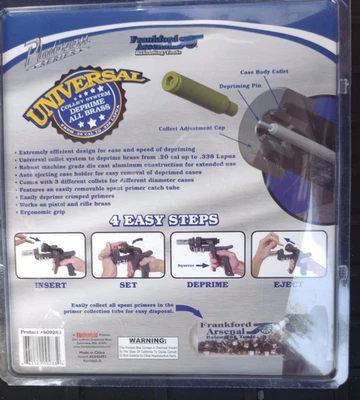 Platinum
SERIES
Frankford
Arsenal
Reloading Tools
UNIVERSAL
COLLET SYSTEM
DEPRIME
ALL BRASS
Case Body Collet
Depriming Pin
Collet Adjustment Cap
• Extremely efficient design for ease and speed of depriming
• Universal collet system to deprime brass from .20 cal up to .338 Lapua
• Robust machine grade die cast aluminum construction for extended use
• Auto ejecting case holder for easy removal of deprimed cases
• Comes with 9 different collets for different diameter cases
• Features an easily removable spent primer catch tube
• Easily deprime crimped primers
• Works on pistol and rifle brass
• Ergonomic grip
4 EASY STEPS
Squeeze
INSERT
SET
DEPRIME
EJECT
Easily collect all spent primers in the
primer collection tube for easy disposal.
Made in China
WARNING:
Frankford
Arsenal
Reloading Tools